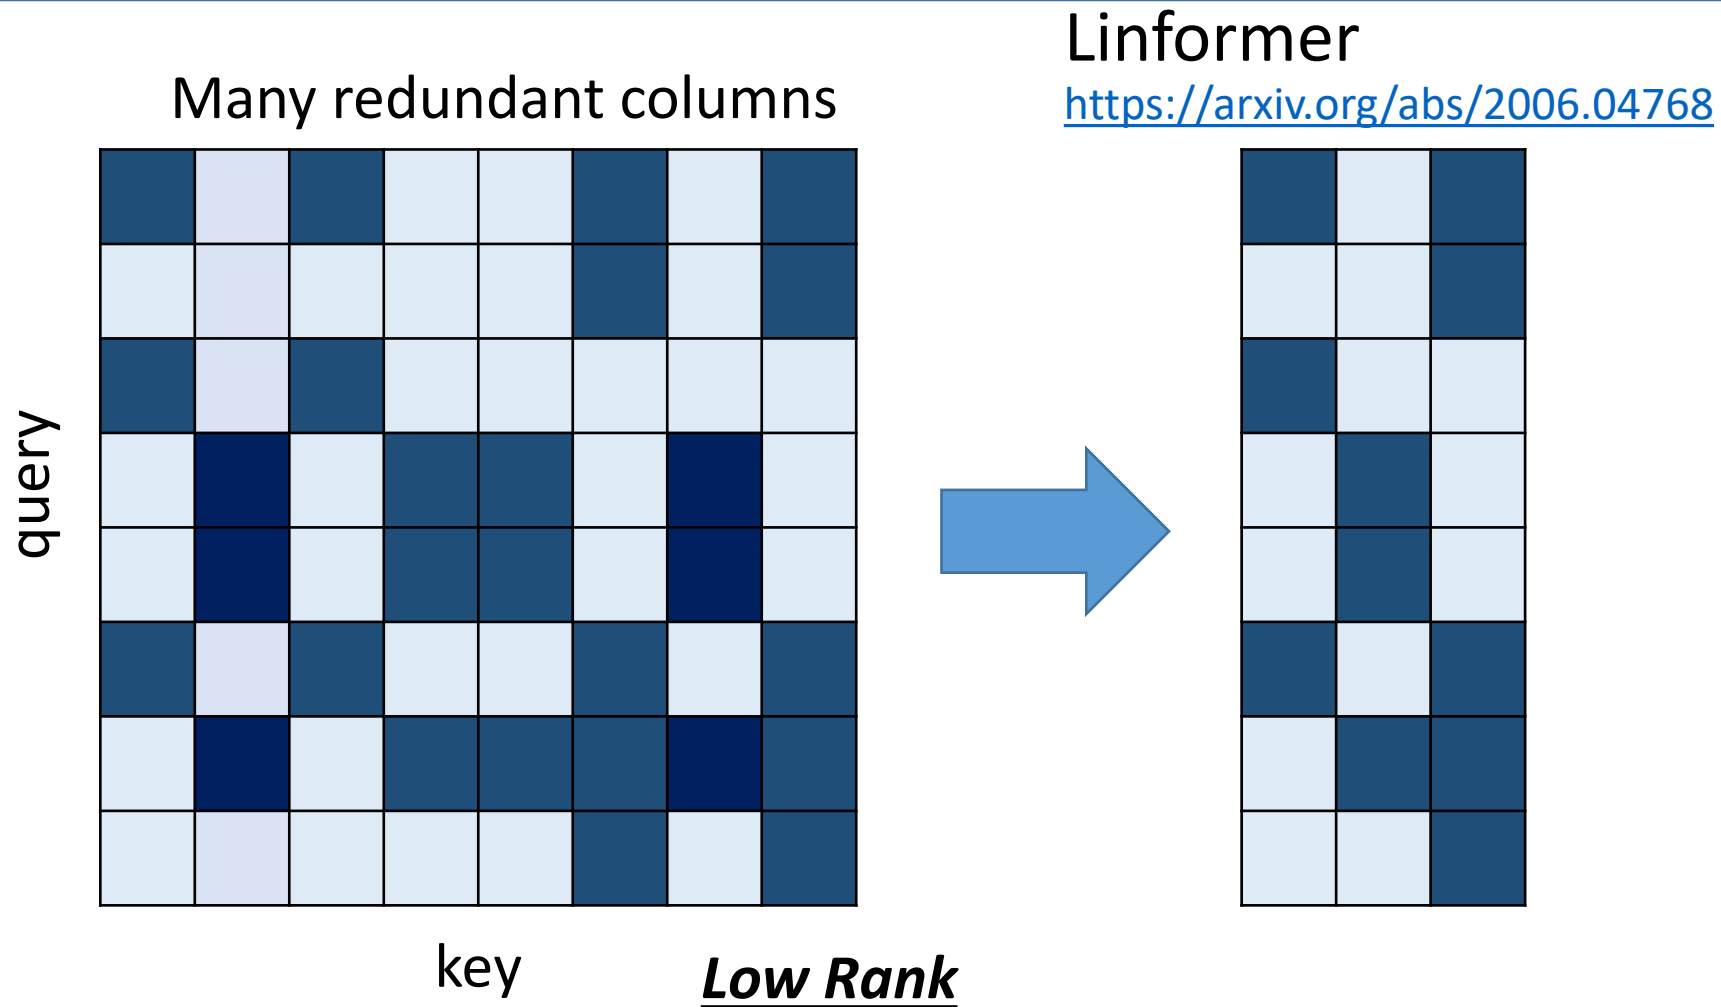 Linformer
Many redundant columns
https://arxiv.org/abs/2006.04768
query
key
Low Rank